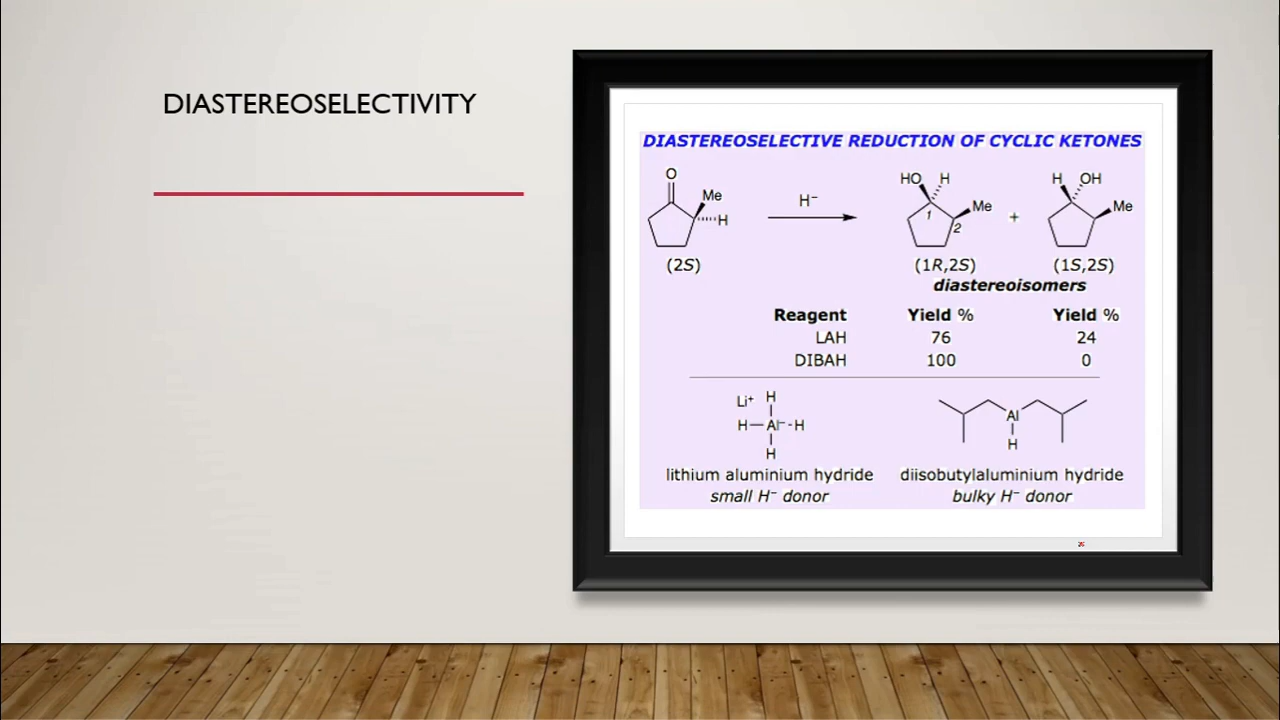 DIASTEREOSELECTIVITY
DIASTEREOSELECTIVE REDUCTION OF CYCLIC KETONES
O
Me
H
(2S)
H⁻
HO H
1
Me
2
(1R,2S)
+
H OH
Me
(1S,2S)
diastereoisomers
Reagent Yield % Yield %
LAH 76 24
DIBAH 100 0
Li⁺ H
H Al⁻ H
H
lithium aluminium hydride
small H⁻ donor
Al
H
diisobutylaluminium hydride
bulky H⁻ donor